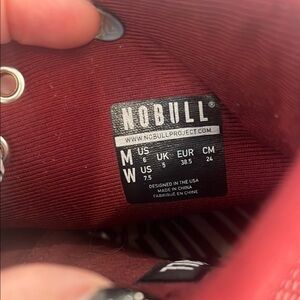 NOBULL®
WWW.NOBULLPROJECT.COM
M US 6 UK 5 EUR 38.5 CM 24
W US 7.5
DESIGNED IN THE USA
MADE IN CHINA
FABRIQUÉ EN CHINE